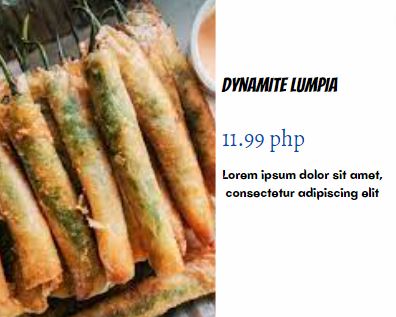 DYNAMITE LUMPIA
11.99 php
Lorem ipsum dolor sit amet,
consectetur adipiscing elit